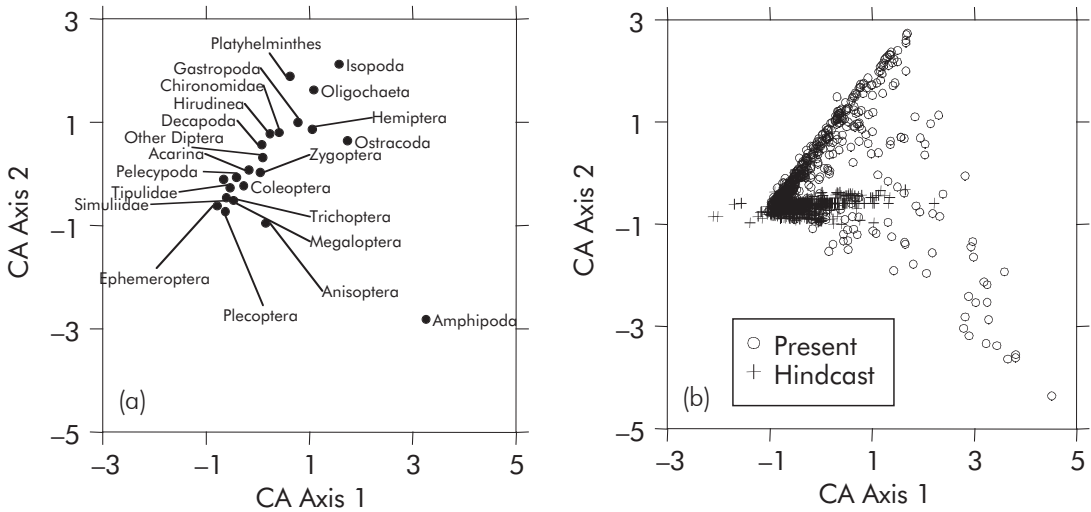 3
1
−1
−3
−5
CA Axis 2
Platyhelminthes
Isopoda
Gastropoda
Chironomidae
Oligochaeta
Hirudinea
Decapoda
Hemiptera
Other Diptera
Ostracoda
Acarina
Zygoptera
Pelecypoda
Tipulidae
Coleoptera
Simuliidae
Trichoptera
Megaloptera
Ephemeroptera
Anisoptera
Plecoptera
Amphipoda
(a)
−3 −1 1 3 5
CA Axis 1
3
1
−1
−3
−5
CA Axis 2
Present
Hindcast
(b)
−3 −1 1 3 5
CA Axis 1